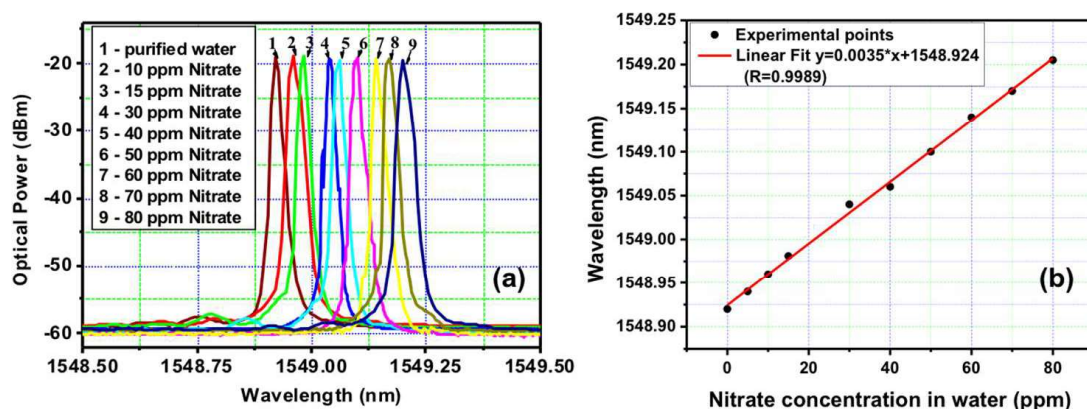 1 - purified water
2 - 10 ppm Nitrate
3 - 15 ppm Nitrate
4 - 30 ppm Nitrate
5 - 40 ppm Nitrate
6 - 50 ppm Nitrate
7 - 60 ppm Nitrate
8 - 70 ppm Nitrate
9 - 80 ppm Nitrate
1 2 3 4 5 6 7 8 9
-20
-30
-40
-50
-60
Optical Power (dBm)
(a)
1548.50 1548.75 1549.00 1549.25 1549.50
Wavelength (nm)
1549.25
1549.20
1549.15
1549.10
1549.05
1549.00
1548.95
1548.90
Wavelength (nm)
Experimental points
Linear Fit y=0.0035*x+1548.924
(R=0.9989)
(b)
0 20 40 60 80
Nitrate concentration in water (ppm)